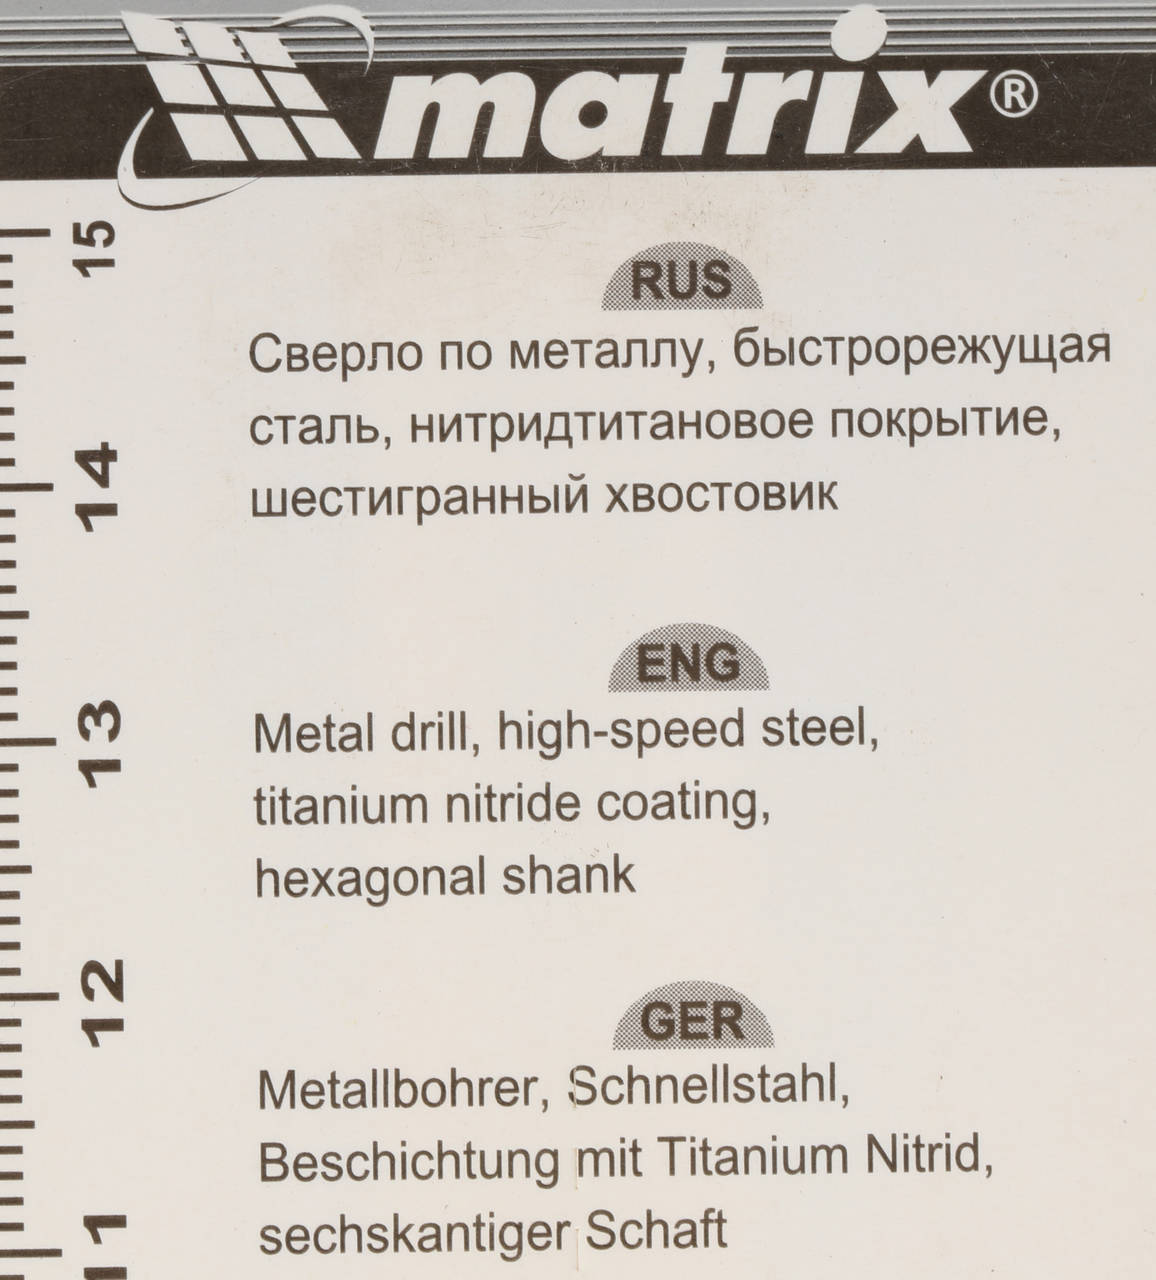 matrix®
15
RUS
Сверло по металлу, быстрорежущая
сталь, нитридтитановое покрытие,
шестигранный хвостовик
14
ENG
Metal drill, high-speed steel,
titanium nitride coating,
hexagonal shank
13
12
GER
Metallbohrer, Schnellstahl,
Beschichtung mit Titanium Nitrid,
sechskantiger Schaft
11